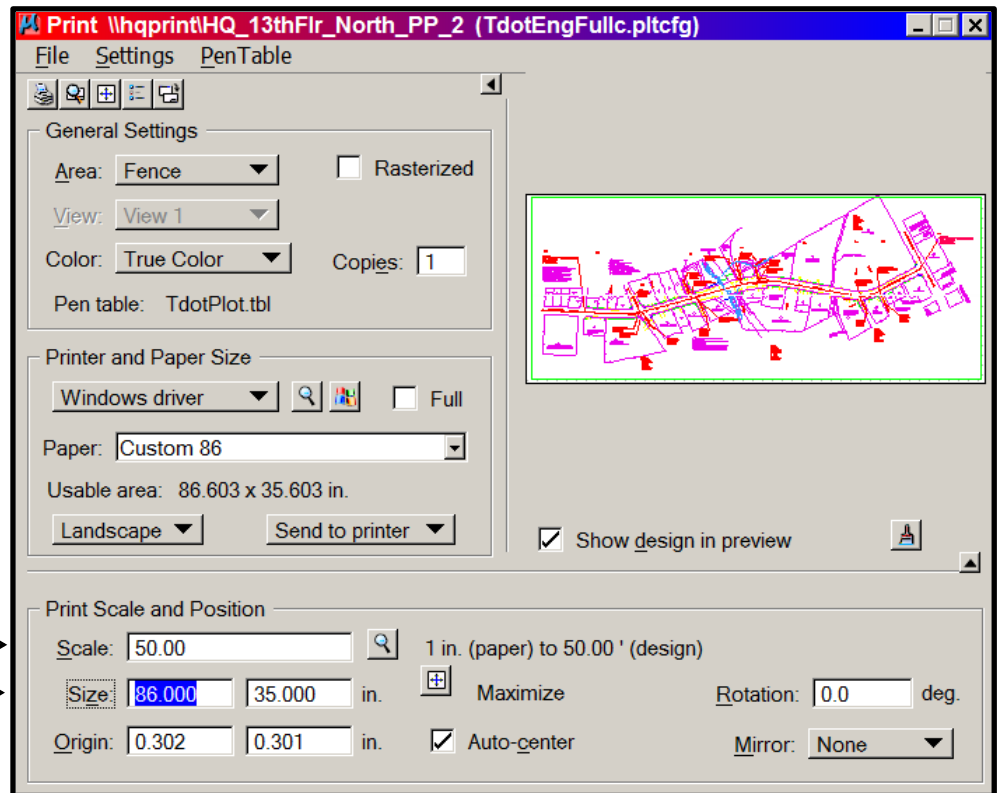 Print \\hqprint\HQ_13thFlr_North_PP_2 (TdotEngFullc.pltcfg)
File Settings PenTable
General Settings
Area: Fence Rasterized
View: View 1
Color: True Color Copies: 1
Pen table: TdotPlot.tbl
Printer and Paper Size
Windows driver Full
Paper: Custom 86
Usable area: 86.603 x 35.603 in.
Landscape Send to printer
Show design in preview
Print Scale and Position
Scale: 50.00 1 in. (paper) to 50.00 ' (design)
Size: 86.000 35.000 in. Maximize Rotation: 0.0 deg.
Origin: 0.302 0.301 in. Auto-center Mirror: None